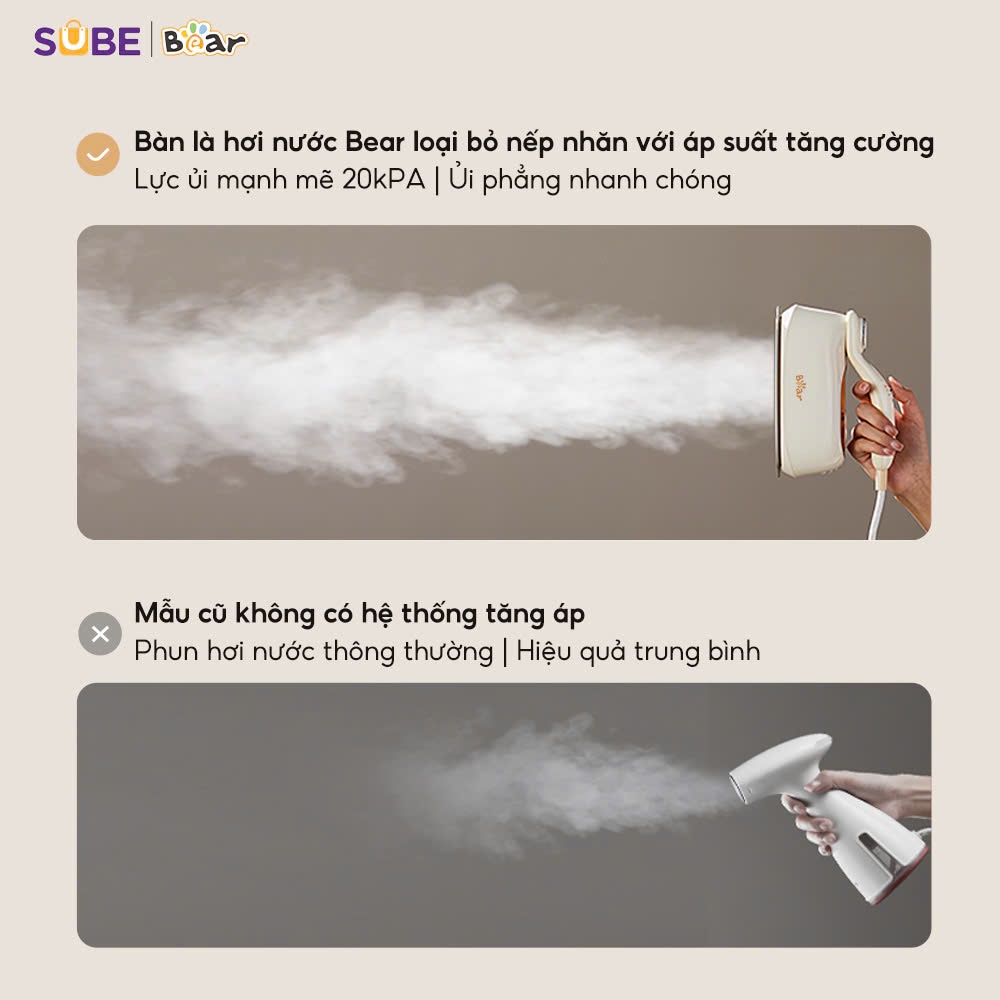 SUBE | Bear
Bàn là hơi nước Bear loại bỏ nếp nhăn với áp suất tăng cường
Lực ủi mạnh mẽ 20kPA | Ủi phẳng nhanh chóng
Bear
Mẫu cũ không có hệ thống tăng áp
Phun hơi nước thông thường | Hiệu quả trung bình